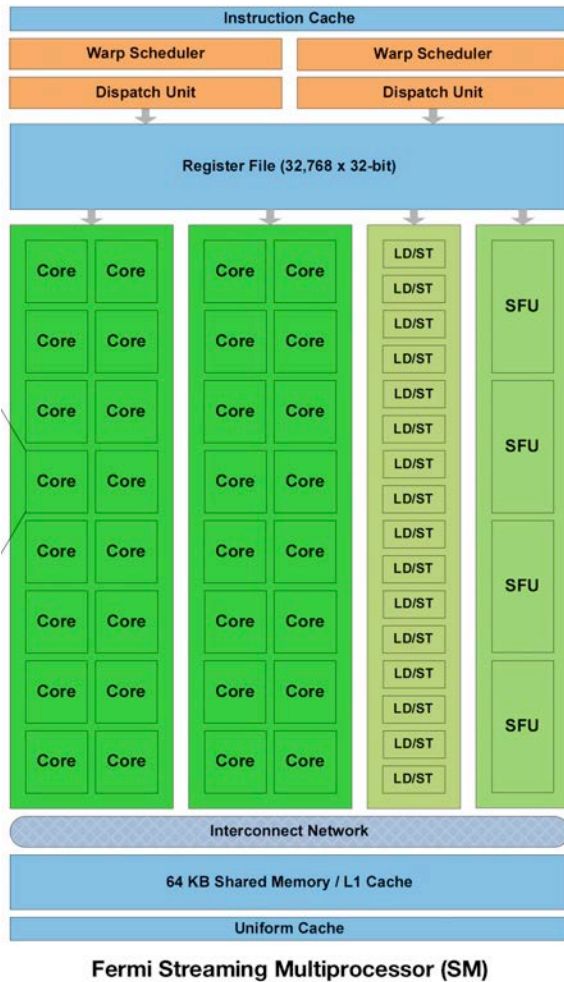 Instruction Cache
Warp Scheduler Warp Scheduler
Dispatch Unit Dispatch Unit
Register File (32,768 x 32-bit)
Core Core Core Core LD/ST
LD/ST
SFU
Core Core Core Core LD/ST
LD/ST
Core Core Core Core LD/ST
LD/ST
SFU
Core Core Core Core LD/ST
LD/ST
Core Core Core Core LD/ST
LD/ST
SFU
Core Core Core Core LD/ST
LD/ST
Core Core Core Core LD/ST
LD/ST
SFU
Core Core Core Core LD/ST
LD/ST
Interconnect Network
64 KB Shared Memory / L1 Cache
Uniform Cache
Fermi Streaming Multiprocessor (SM)